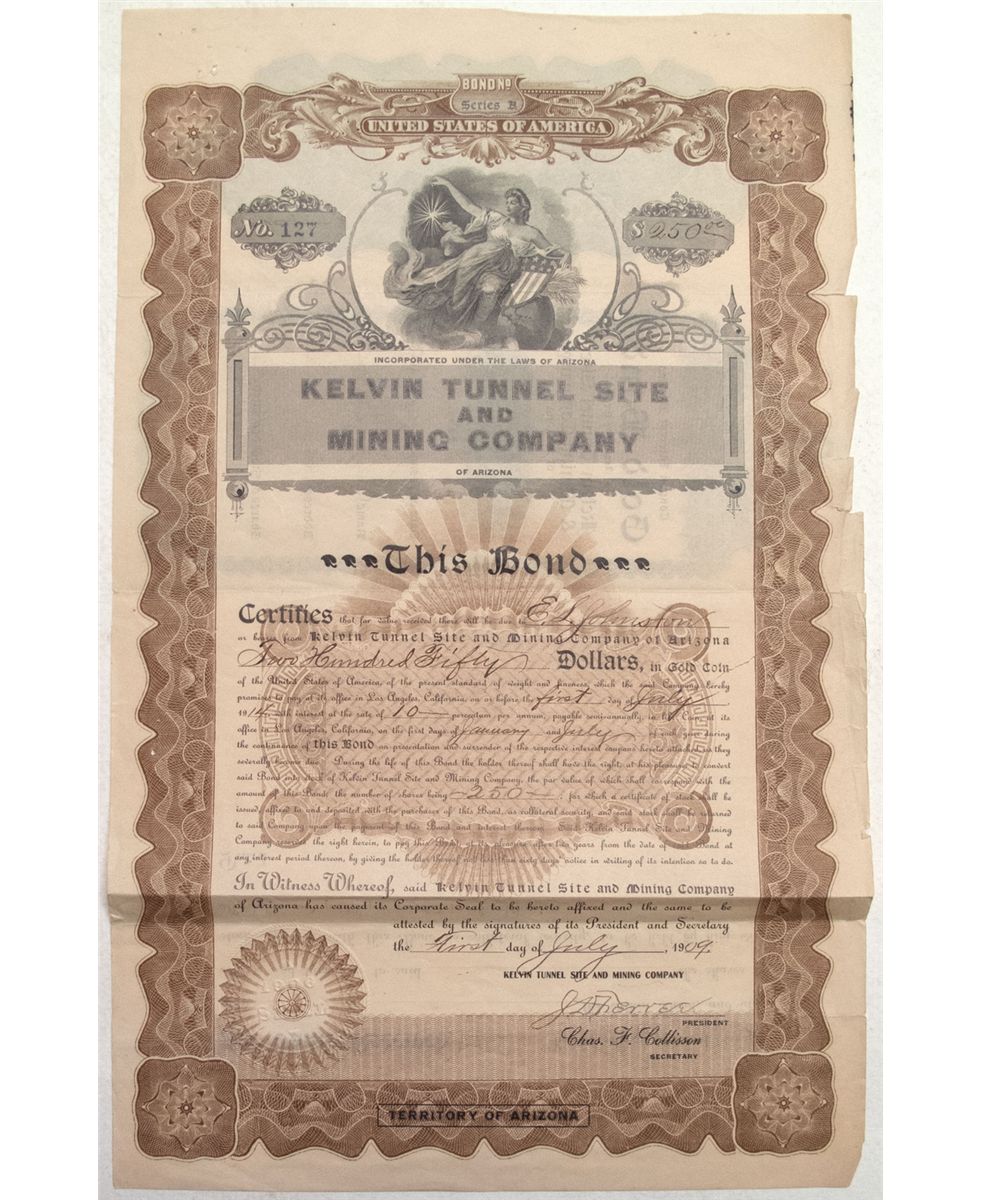 BOND Nº
Series A
UNITED STATES OF AMERICA
No. 127
$250 00
INCORPORATED UNDER THE LAWS OF ARIZONA
KELVIN TUNNEL SITE
AND
MINING COMPANY
OF ARIZONA
This Bond
Certifies that for value received there will be due to E. L. Johnston
or bearer from Kelvin Tunnel Site and Mining Company of Arizona
Two Hundred Fifty Dollars, in Gold Coin
of the United States of America, of the present standard of weight and fineness, which the said Company hereby
promises to pay at its office in Los Angeles, California, on or before the first day of July
1914, with interest at the rate of 10 percentum per annum, payable semi-annually, in like Coin, at its
office in Los Angeles, California, on the first days of January and July of each year during
the continuance of this Bond on presentation and surrender of the respective interest coupons hereto attached as they
severally become due. During the life of this Bond the holder thereof shall have the right, at his pleasure to convert
said Bond into stock of Kelvin Tunnel Site and Mining Company, the par value of which shall correspond with the
amount of this Bond, the number of shares being 250; for which a certificate of stock shall be
issued, affixed to and deposited with the purchaser of this Bond, as collateral security, and said stock shall be returned
to said Company upon the payment of this Bond and interest thereon. Said Kelvin Tunnel Site and Mining
Company reserves the right herein, to pay this Bond, at its pleasure after two years from the date of said Bond at
any interest period thereon, by giving the holder thereof not less than sixty days notice in writing of its intention so to do.
In Witness Whereof, said Kelvin Tunnel Site and Mining Company
of Arizona has caused its Corporate Seal to be hereto affixed and the same to be
attested by the signatures of its President and Secretary
the First day of July, 1909.
KELVIN TUNNEL SITE AND MINING COMPANY
PRESIDENT
Chas. F. Collisson
SECRETARY
TERRITORY OF ARIZONA